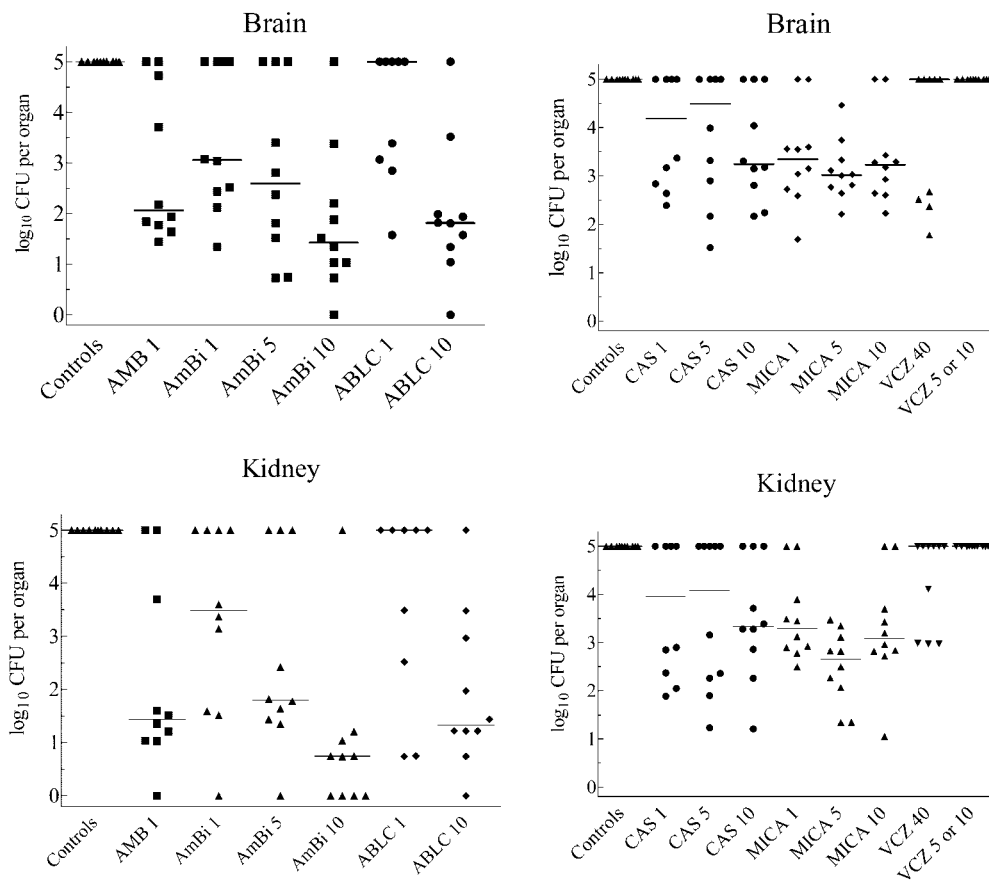 Brain
log10 CFU per organ
5
4
3
2
1
0
Controls
AMB 1
AmBi 1
AmBi 5
AmBi 10
ABLC 1
ABLC 10
Brain
log10 CFU per organ
5
4
3
2
1
0
Controls
CAS 1
CAS 5
CAS 10
MICA 1
MICA 5
MICA 10
VCZ 40
VCZ 5 or 10
Kidney
log10 CFU per organ
5
4
3
2
1
0
Controls
AMB 1
AmBi 1
AmBi 5
AmBi 10
ABLC 1
ABLC 10
Kidney
log10 CFU per organ
5
4
3
2
1
0
Controls
CAS 1
CAS 5
CAS 10
MICA 1
MICA 5
MICA 10
VCZ 40
VCZ 5 or 10